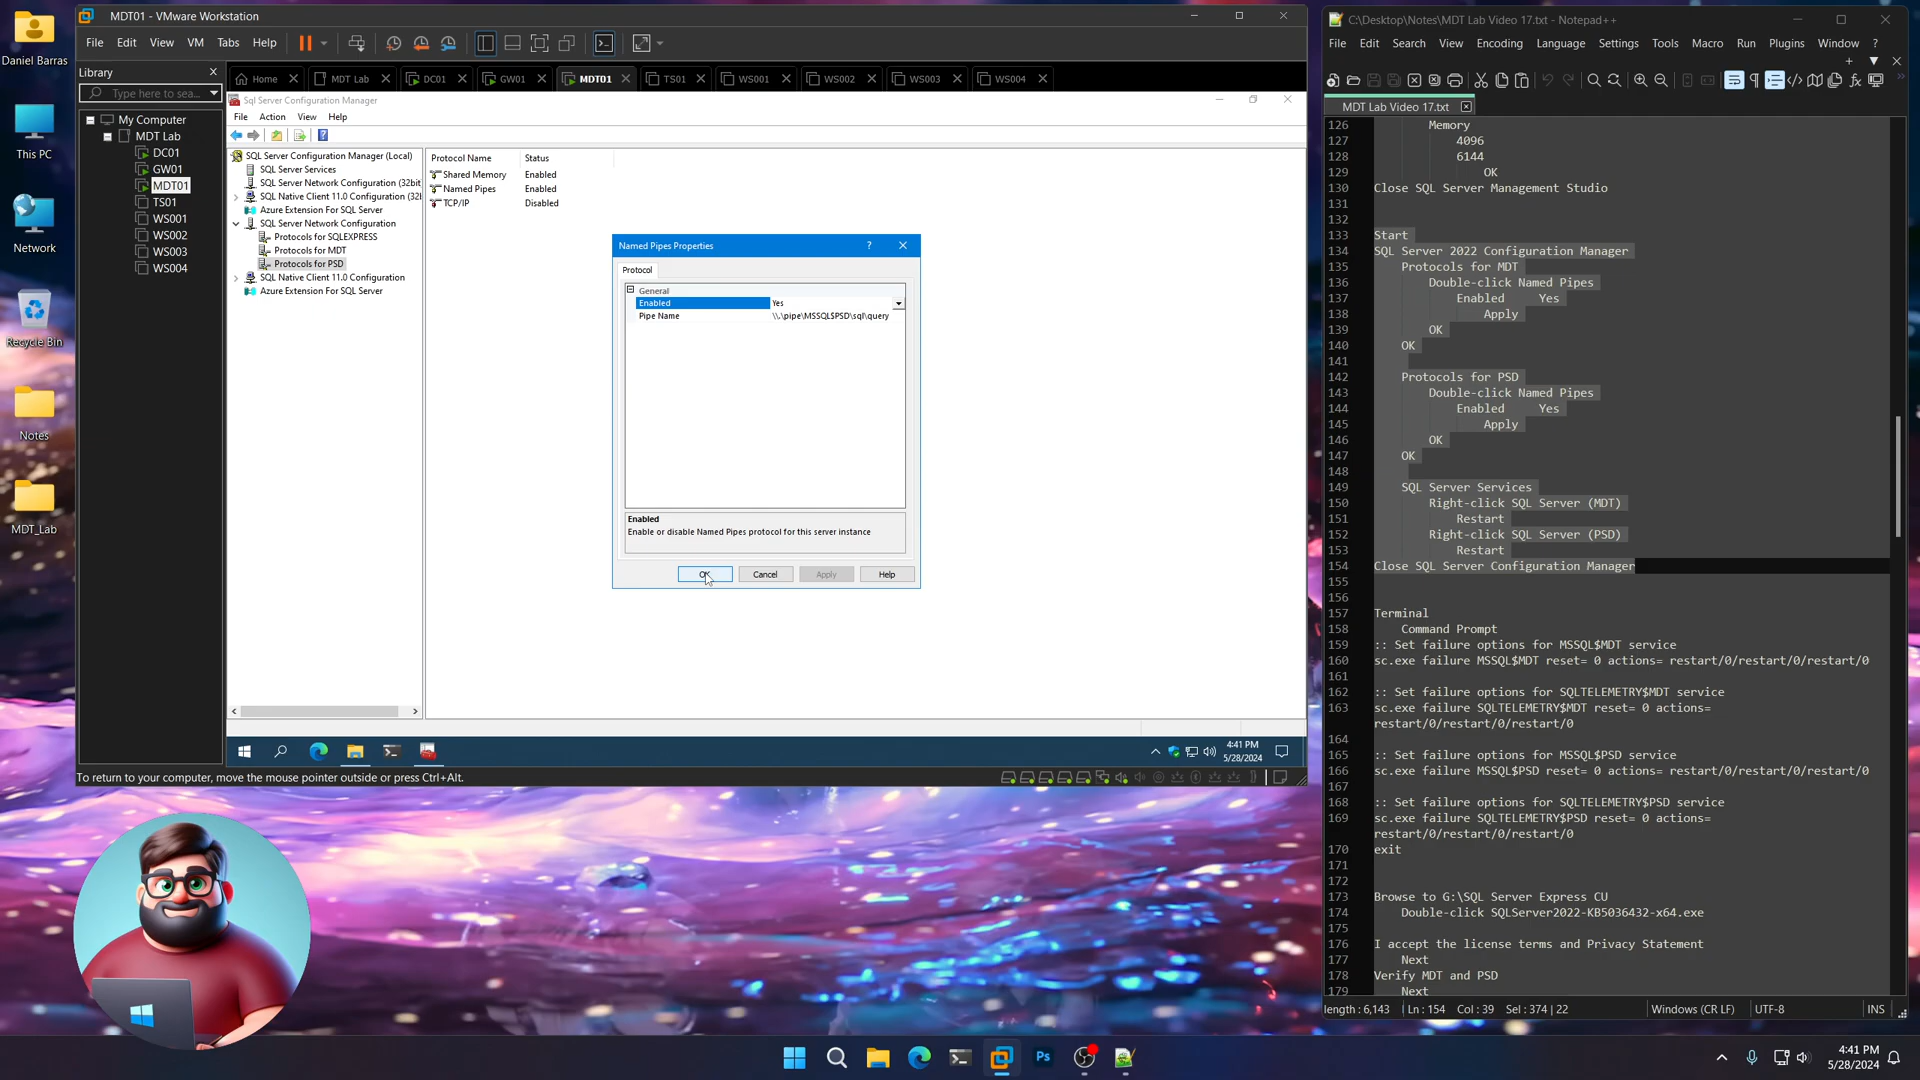 Daniel Barras
This PC
Network
Recycle Bin
Notes
MDT_Lab
MDT01 - VMware Workstation
File Edit View VM Tabs Help
Library
Type here to sea...
My Computer
MDT Lab
DC01
GW01
MDT01
TS01
WS001
WS002
WS003
WS004
Home MDT Lab DC01 GW01 MDT01 TS01 WS001 WS002 WS003 WS004
Sql Server Configuration Manager
File Action View Help
SQL Server Configuration Manager (Local)
SQL Server Services
SQL Server Network Configuration (32bit
SQL Native Client 11.0 Configuration (32l
Azure Extension For SQL Server
SQL Server Network Configuration
Protocols for SQLEXPRESS
Protocols for MDT
Protocols for PSD
SQL Native Client 11.0 Configuration
Azure Extension For SQL Server
Protocol Name Status
Shared Memory Enabled
Named Pipes Enabled
TCP/IP Disabled
Named Pipes Properties
Protocol
General
Enabled Yes
Pipe Name \\.\pipe\MSSQL$PSD\sql\query
Enabled
Enable or disable Named Pipes protocol for this server instance
OK Cancel Apply Help
4:41 PM
5/28/2024
To return to your computer, move the mouse pointer outside or press Ctrl+Alt.
C:\Desktop\Notes\MDT Lab Video 17.txt - Notepad++
File Edit Search View Encoding Language Settings Tools Macro Run Plugins Window ?
MDT Lab Video 17.txt
126 Memory
127 4096
128 6144
129 OK
130 Close SQL Server Management Studio
131
132
133 Start
134 SQL Server 2022 Configuration Manager
135 Protocols for MDT
136 Double-click Named Pipes
137 Enabled Yes
138 Apply
139 OK
140 OK
141
142 Protocols for PSD
143 Double-click Named Pipes
144 Enabled Yes
145 Apply
146 OK
147 OK
148
149 SQL Server Services
150 Right-click SQL Server (MDT)
151 Restart
152 Right-click SQL Server (PSD)
153 Restart
154 Close SQL Server Configuration Manager
155
156
157 Terminal
158 Command Prompt
159 :: Set failure options for MSSQL$MDT service
160 sc.exe failure MSSQL$MDT reset= 0 actions= restart/0/restart/0/restart/0
161
162 :: Set failure options for SQLTELEMETRY$MDT service
163 sc.exe failure SQLTELEMETRY$MDT reset= 0 actions=
restart/0/restart/0/restart/0
164
165 :: Set failure options for MSSQL$PSD service
166 sc.exe failure MSSQL$PSD reset= 0 actions= restart/0/restart/0/restart/0
167
168 :: Set failure options for SQLTELEMETRY$PSD service
169 sc.exe failure SQLTELEMETRY$PSD reset= 0 actions=
restart/0/restart/0/restart/0
170 exit
171
172
173 Browse to G:\SQL Server Express CU
174 Double-click SQLServer2022-KB5036432-x64.exe
175
176 I accept the license terms and Privacy Statement
177 Next
178 Verify MDT and PSD
179 Next
length : 6,143 Ln : 154 Col : 39 Sel : 374 | 22 Windows (CR LF) UTF-8 INS
Ps
4:41 PM
5/28/2024